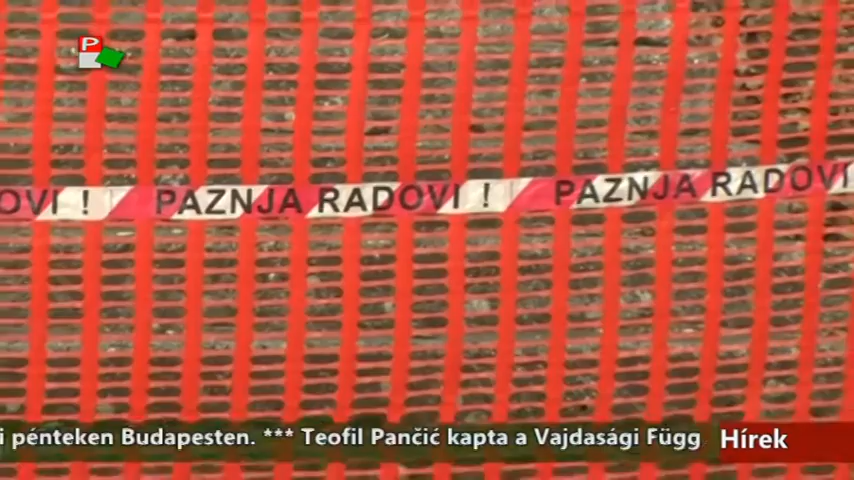 P
OVI ! PAZNJA RADOVI ! PAZNJA RADOVI
i pénteken Budapesten. *** Teofil Pančić kapta a Vajdasági Függ
Hírek